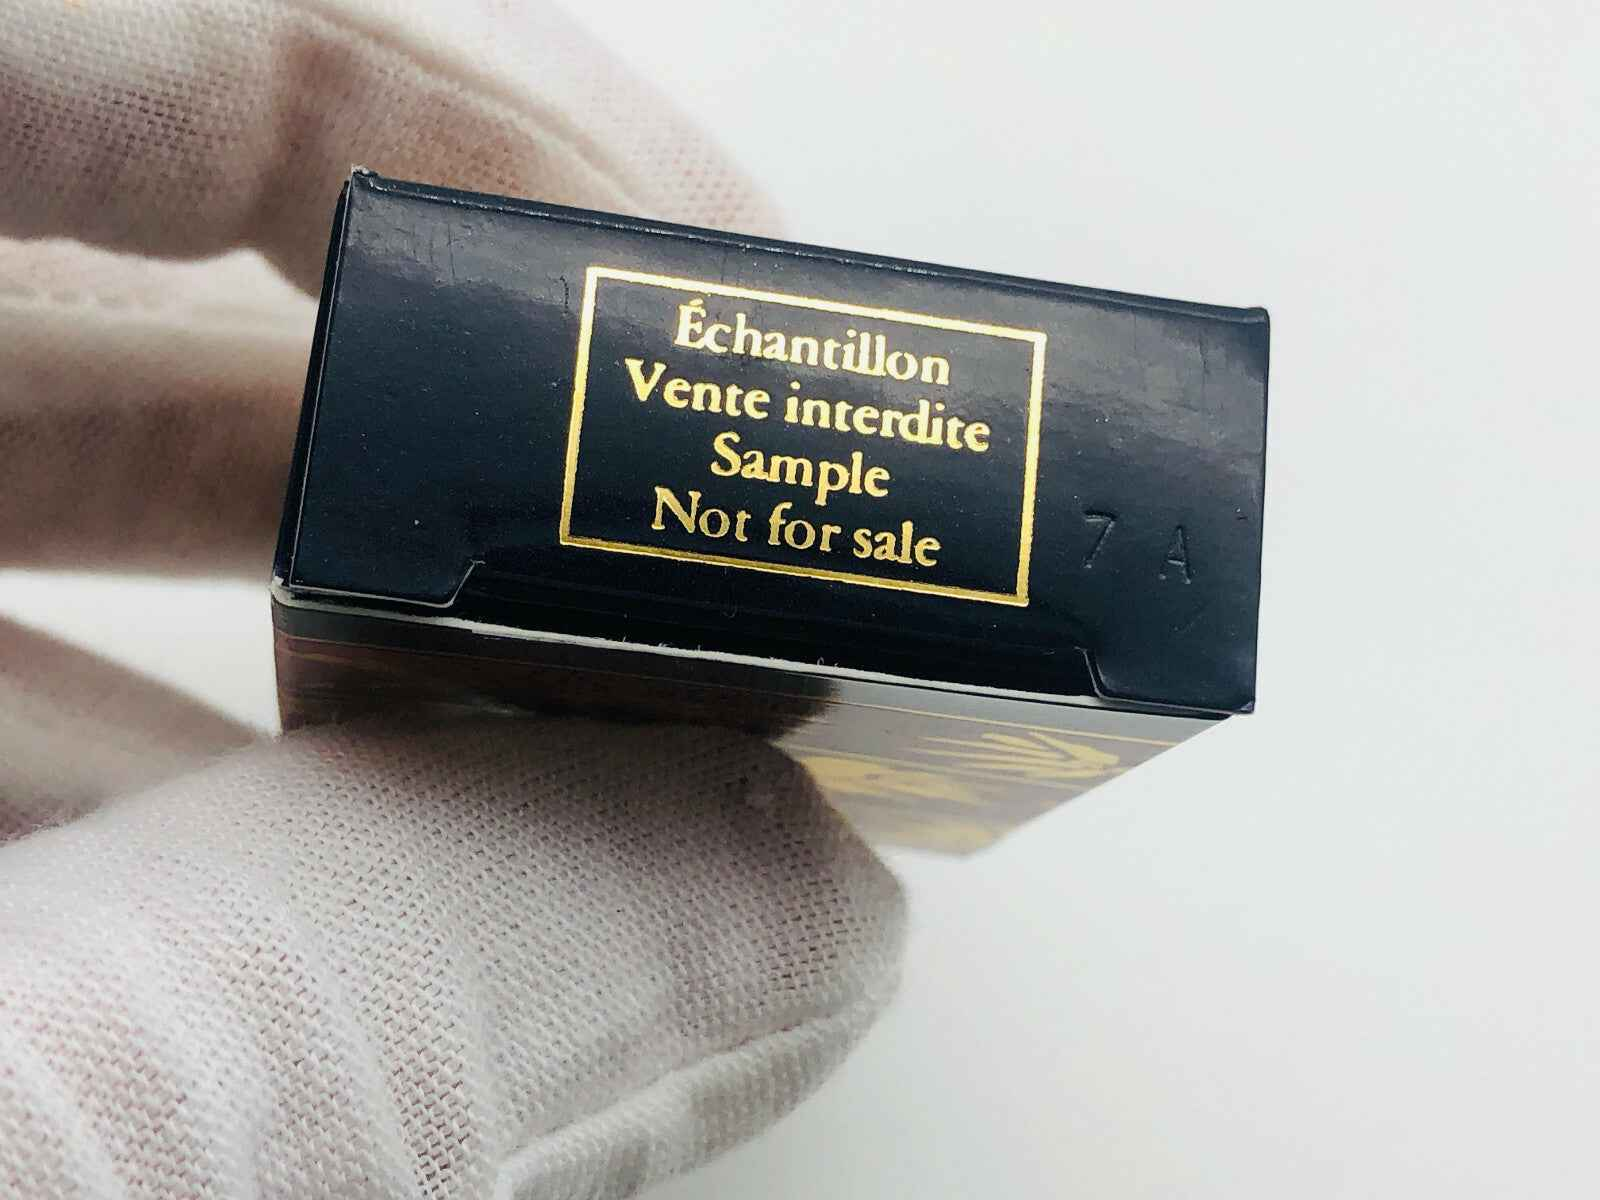 Échantillon
Vente interdite
Sample
Not for sale
7 A